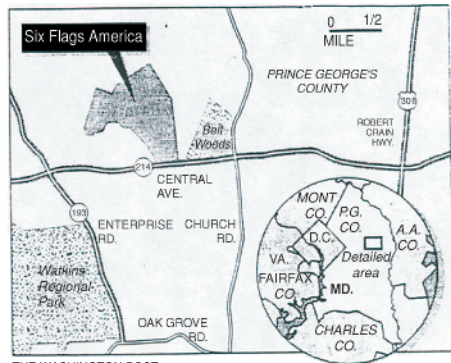 Six Flags America
0 1/2
MILE
PRINCE GEORGE'S
COUNTY
301
ROBERT
CRAIN
HWY.
Belt
Woods
214
CENTRAL
AVE.
193
ENTERPRISE
RD.
CHURCH
RD.
Watkins
Regional
Park
OAK GROVE
RD.
MONT
CO.
P.G.
CO.
D.C.
A.A.
CO.
VA.
Detailed
area
FAIRFAX
CO.
MD.
CHARLES
CO.
THE WASHINGTON POST